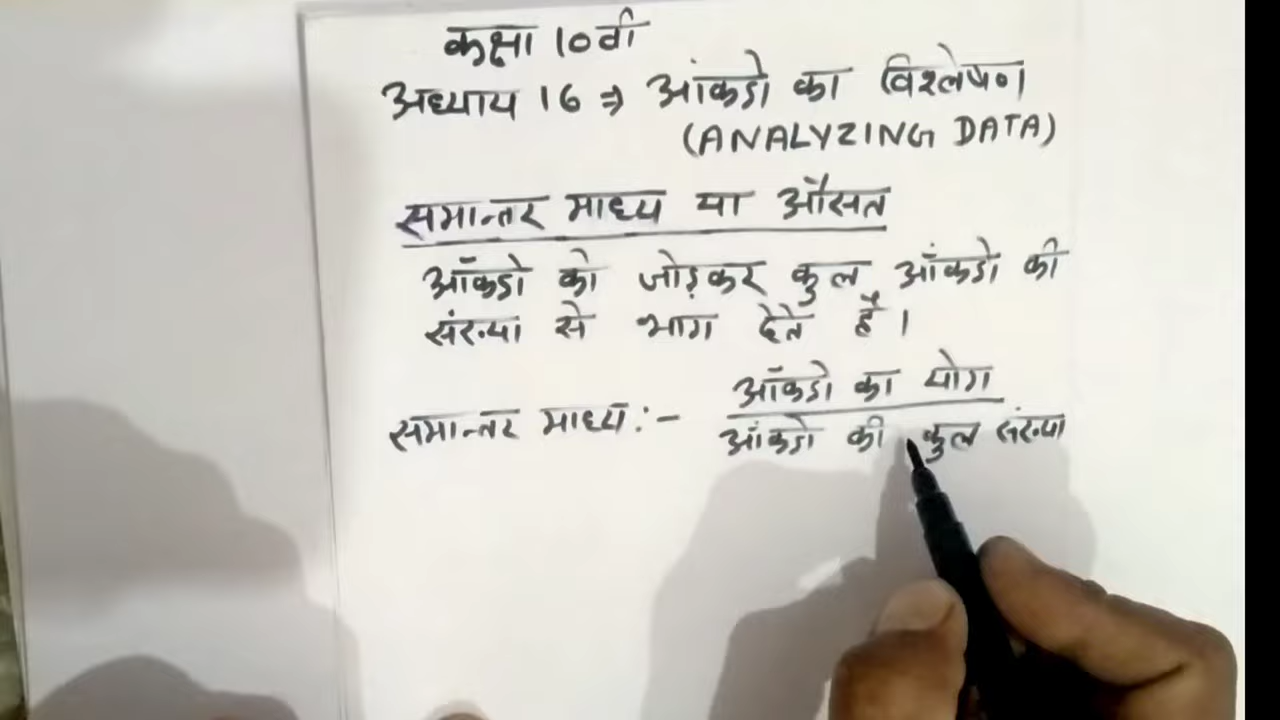 कक्षा 10वी
अध्याय 16 ⇒ आंकडो का विश्लेषण
(ANALYZING DATA)
समान्तर माध्य या औसत
आँकडो को जोड़कर कुल आँकडो की
संख्या से भाग देते है।
समान्तर माध्य:- आँकडो का योग
आंकडो की कुल संख्या